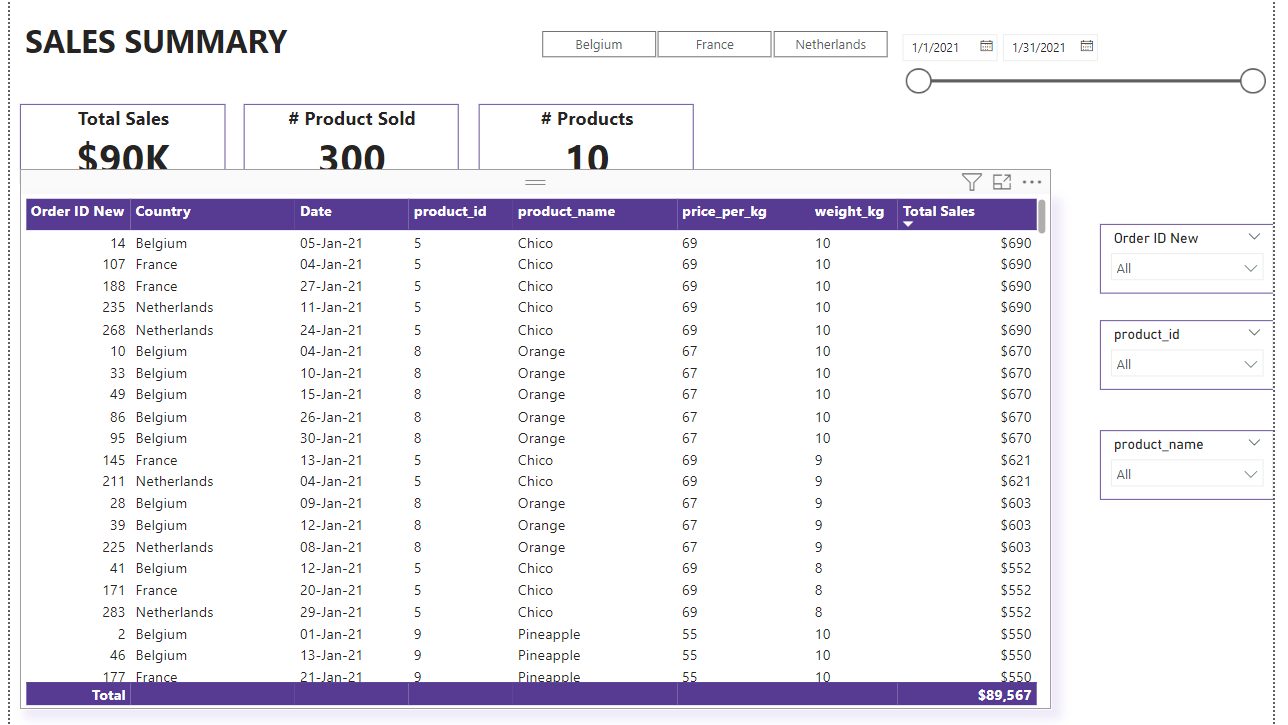 SALES SUMMARY
Belgium France Netherlands
1/1/2021 1/31/2021
Total Sales # Product Sold # Products
$90K 300 10
Order ID New Country Date product_id product_name price_per_kg weight_kg Total Sales
14 Belgium 05-Jan-21 5 Chico 69 10 $690
107 France 04-Jan-21 5 Chico 69 10 $690
188 France 27-Jan-21 5 Chico 69 10 $690
235 Netherlands 11-Jan-21 5 Chico 69 10 $690
268 Netherlands 24-Jan-21 5 Chico 69 10 $690
10 Belgium 04-Jan-21 8 Orange 67 10 $670
33 Belgium 10-Jan-21 8 Orange 67 10 $670
49 Belgium 15-Jan-21 8 Orange 67 10 $670
86 Belgium 26-Jan-21 8 Orange 67 10 $670
95 Belgium 30-Jan-21 8 Orange 67 10 $670
145 France 13-Jan-21 5 Chico 69 9 $621
211 Netherlands 04-Jan-21 5 Chico 69 9 $621
28 Belgium 09-Jan-21 8 Orange 67 9 $603
39 Belgium 12-Jan-21 8 Orange 67 9 $603
225 Netherlands 08-Jan-21 8 Orange 67 9 $603
41 Belgium 12-Jan-21 5 Chico 69 8 $552
171 France 20-Jan-21 5 Chico 69 8 $552
283 Netherlands 29-Jan-21 5 Chico 69 8 $552
2 Belgium 01-Jan-21 9 Pineapple 55 10 $550
46 Belgium 13-Jan-21 9 Pineapple 55 10 $550
177 France 21-Jan-21 9 Pineapple 55 10 $550
Total $89,567
Order ID New
All
product_id
All
product_name
All